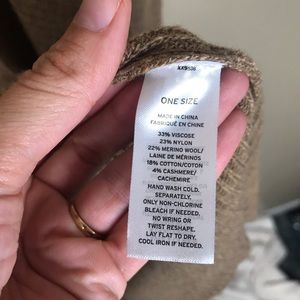 ONE SIZE
MADE IN CHINA
FABRIQUÉ EN CHINE
33% VISCOSE
23% NYLON
22% MERINO WOOL/
LAINE DE MÉRINOS
18% COTTON/COTON
4% CASHMERE/
CACHEMIRE
HAND WASH COLD.
SEPARATELY,
ONLY NON-CHLORINE
BLEACH IF NEEDED.
NO WRING OR
TWIST RESHAPE.
LAY FLAT TO DRY.
COOL IRON IF NEEDED.